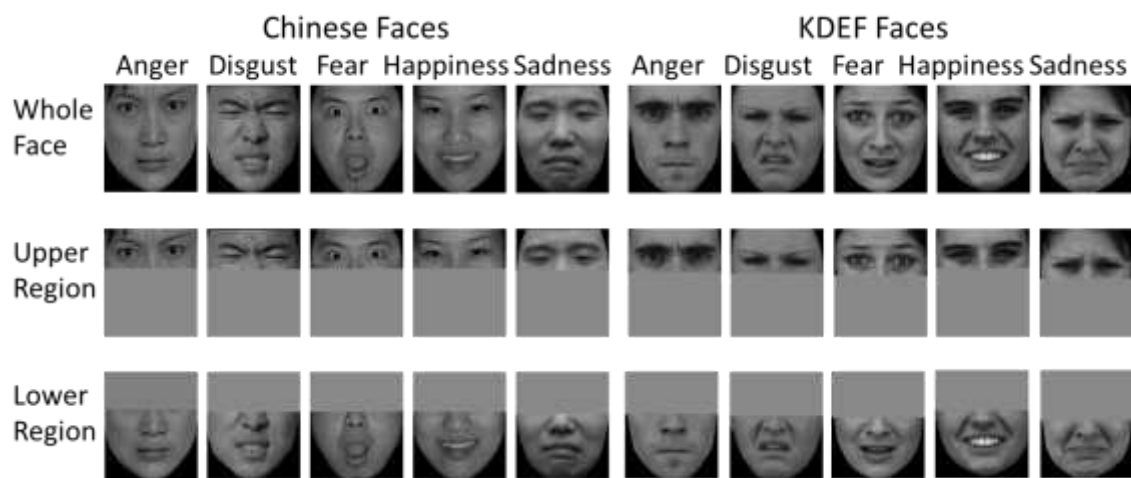 Chinese Faces KDEF Faces
Anger Disgust Fear Happiness Sadness Anger Disgust Fear Happiness Sadness
Whole
Face
Upper
Region
Lower
Region